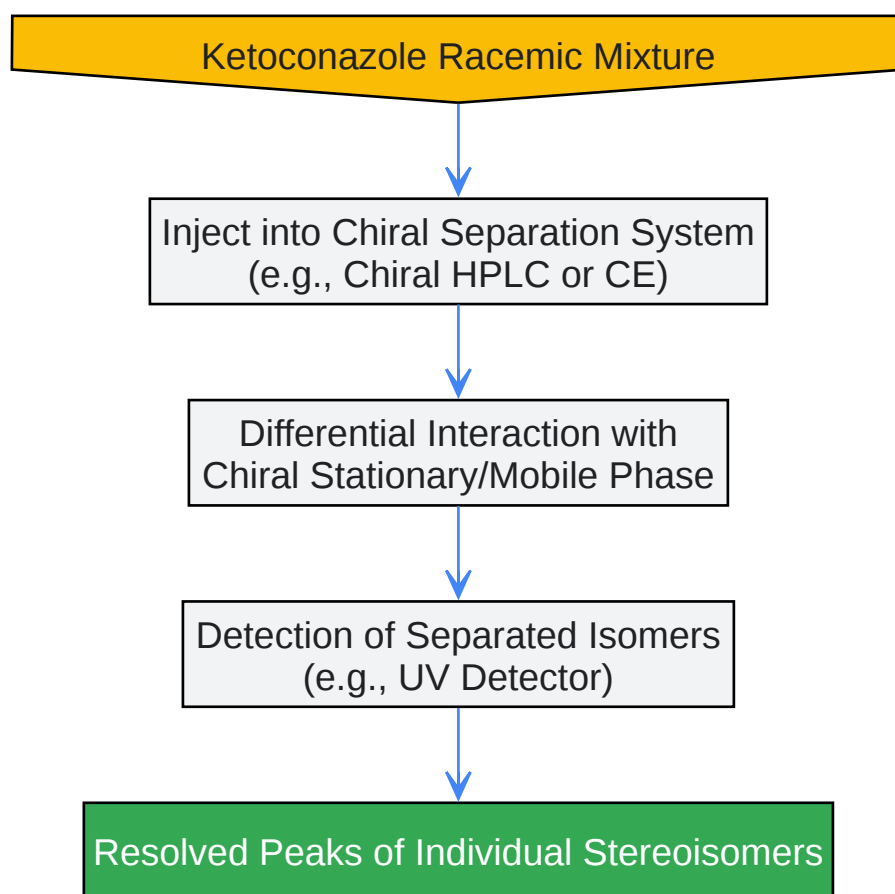 Ketoconazole Racemic Mixture
Inject into Chiral Separation System
(e.g., Chiral HPLC or CE)
Differential Interaction with
Chiral Stationary/Mobile Phase
Detection of Separated Isomers
(e.g., UV Detector)
Resolved Peaks of Individual Stereoisomers